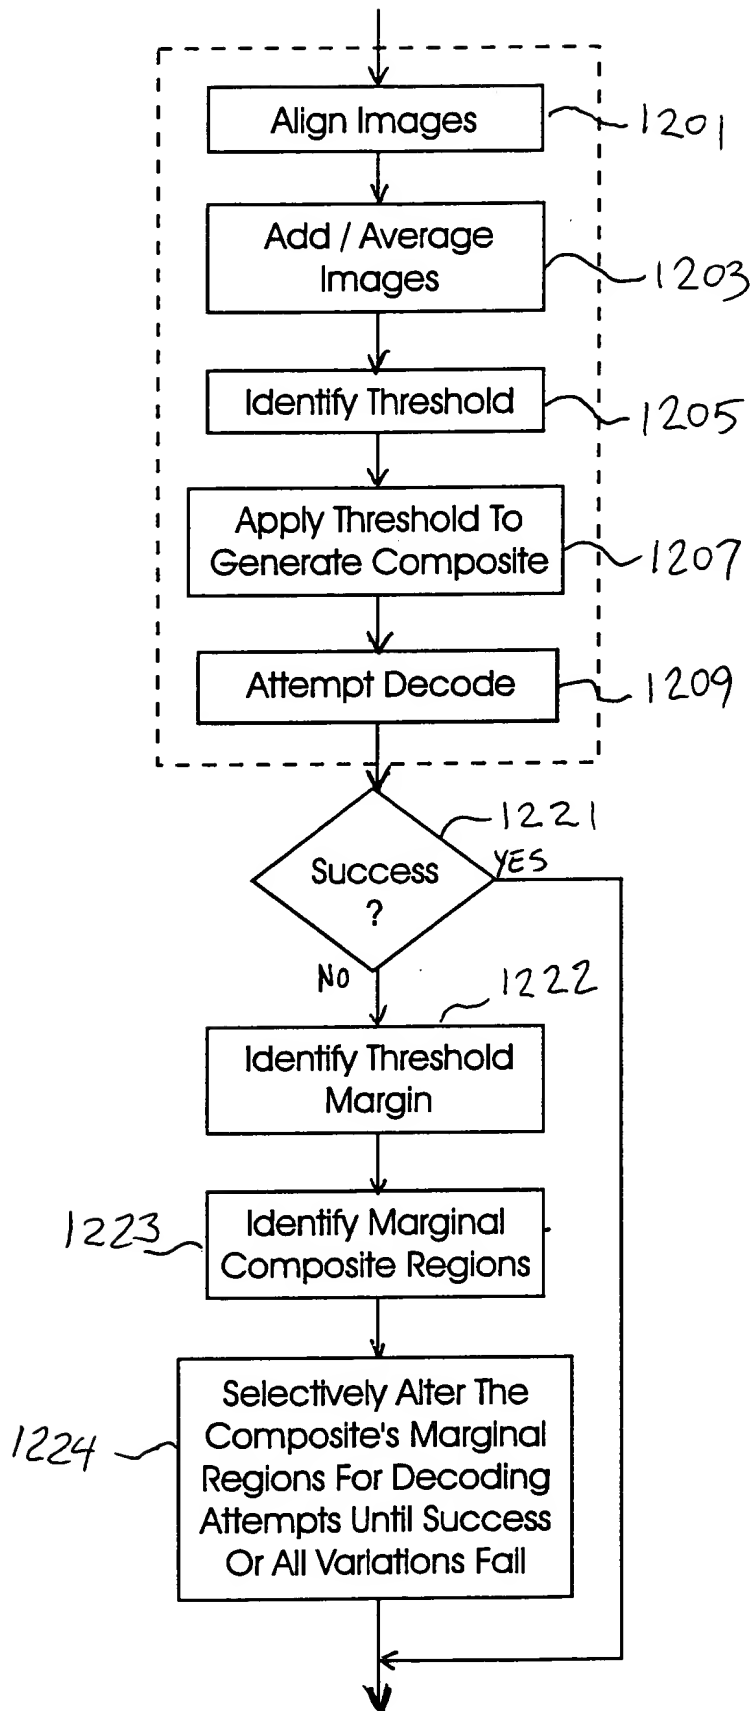 Align Images
1201
Add / Average
Images
1203
Identify Threshold
1205
Apply Threshold To
Generate Composite
1207
Attempt Decode
1209
1221
Success
?
YES
NO
1222
Identify Threshold
Margin
1223
Identify Marginal
Composite Regions
1224
Selectively Alter The
Composite's Marginal
Regions For Decoding
Attempts Until Success
Or All Variations Fail